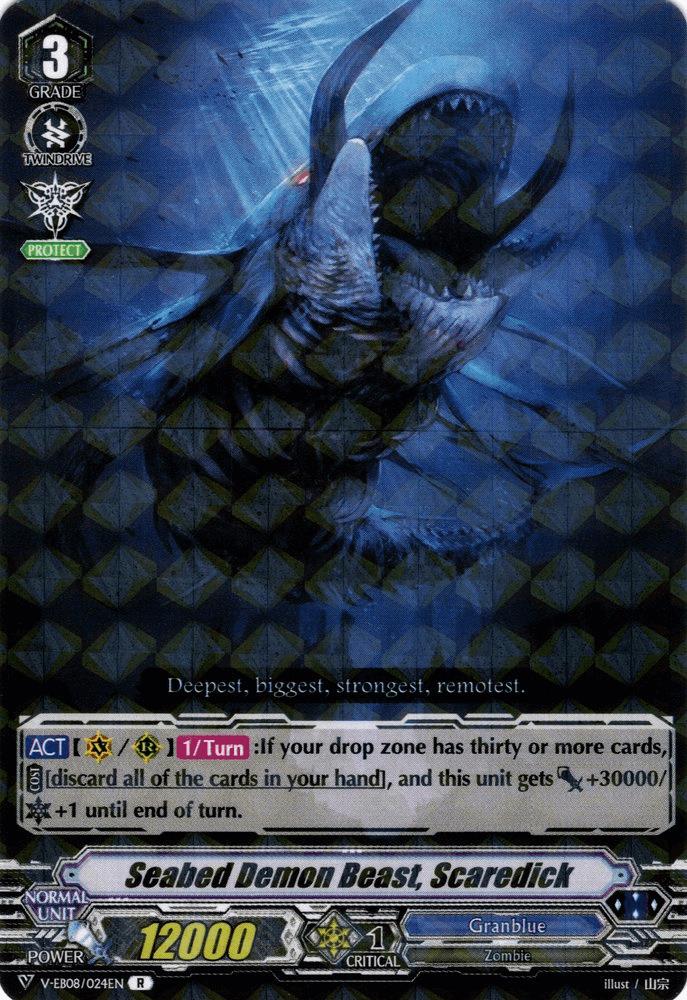 3
GRADE
TWINDRIVE
PROTECT
Deepest, biggest, strongest, remotest.
ACT [ V / R ] 1/Turn :If your drop zone has thirty or more cards,
COST [discard all of the cards in your hand], and this unit gets +30000/
+1 until end of turn.
Seabed Demon Beast, Scaredick
NORMAL
UNIT
POWER 12000 1 CRITICAL Granblue
Zombie
V-EB08/024EN R illust / 山宗